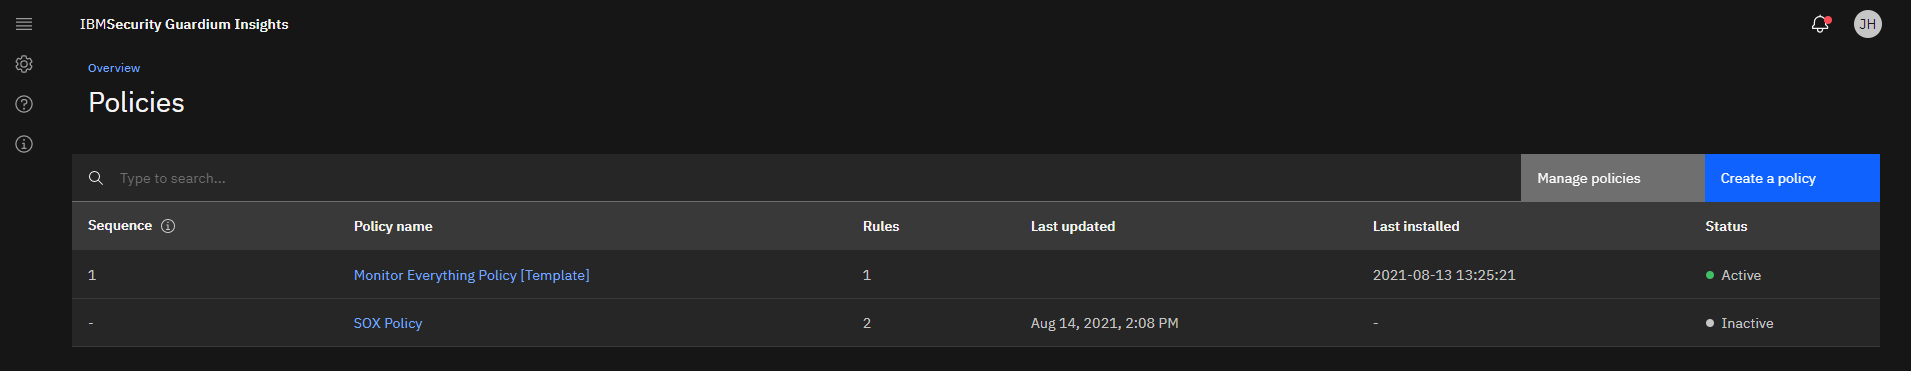 IBMSecurity Guardium Insights
JH
Overview
Policies
Type to search...
Manage policies
Create a policy
Sequence Policy name Rules Last updated Last installed Status
1 Monitor Everything Policy [Template] 1 2021-08-13 13:25:21 Active
- SOX Policy 2 Aug 14, 2021, 2:08 PM - Inactive